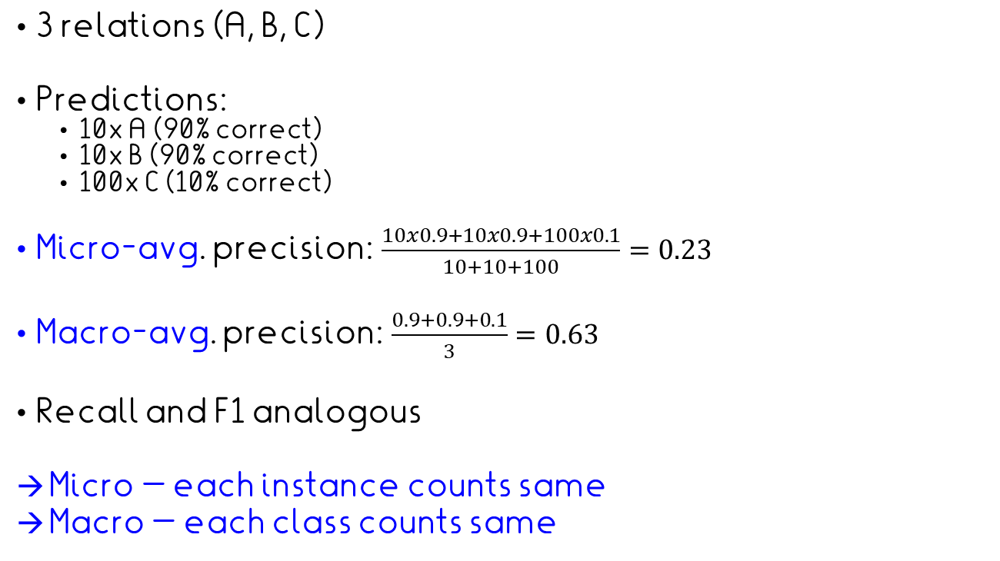 • 3 relations (A, B, C)
• Predictions:
• 10x A (90% correct)
• 10x B (90% correct)
• 100x C (10% correct)
• Micro-avg. precision: \frac{10x0.9+10x0.9+100x0.1}{10+10+100} = 0.23
• Macro-avg. precision: \frac{0.9+0.9+0.1}{3} = 0.63
• Recall and F1 analogous
→ Micro – each instance counts same
→ Macro – each class counts same